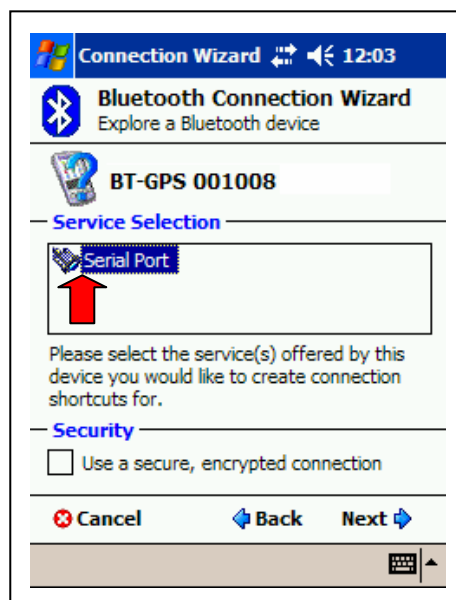 Connection Wizard 12:03
Bluetooth Connection Wizard
Explore a Bluetooth device
BT-GPS 001008
Service Selection
Serial Port
Please select the service(s) offered by this
device you would like to create connection
shortcuts for.
Security
Use a secure, encrypted connection
Cancel Back Next